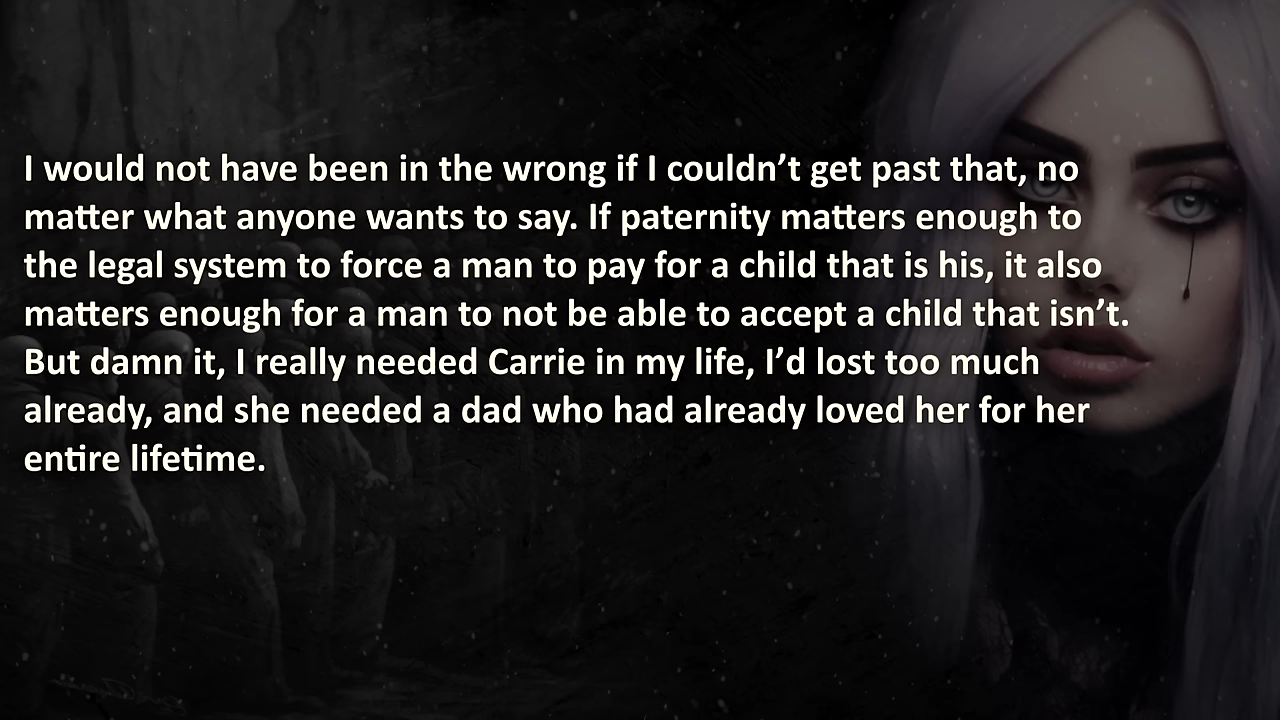 I would not have been in the wrong if I couldn’t get past that, no
matter what anyone wants to say. If paternity matters enough to
the legal system to force a man to pay for a child that is his, it also
matters enough for a man to not be able to accept a child that isn’t.
But damn it, I really needed Carrie in my life, I’d lost too much
already, and she needed a dad who had already loved her for her
entire lifetime.